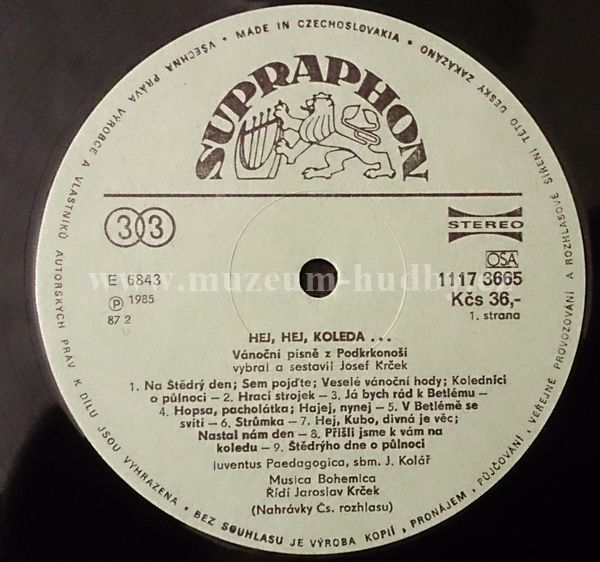 VŠECHNA PRÁVA VÝROBCE A VLASTNÍKŮ AUTORSKÝCH PRÁV K DÍLU JSOU VYHRAZENA • BEZ SOUHLASU JE VÝROBA KOPIÍ, PRONÁJEM, PŮJČOVÁNÍ, VEŘEJNÉ PROVOZOVÁNÍ A ROZHLASOVÉ ŠÍŘENÍ TÉTO DESKY ZAKÁZÁNO • MADE IN CZECHOSLOVAKIA •
SUPRAPHON
33
STEREO
E 6843
OSA
1117 3665
Ⓟ 1985
Kčs 36,-
87 2
1. strana
www.muzeum-hudby.
HEJ, HEJ, KOLEDA ...
Vánoční písně z Podkrkonoší
vybral a sestavil Josef Krček
1. Na Štědrý den; Sem pojďte; Veselé vánoční hody; Koledníci
o půlnoci – 2. Hrací strojek – 3. Já bych rád k Betlému –
4. Hopsa, pacholátka; Hajej, nynej – 5. V Betlémě se
svítí – 6. Strůmka – 7. Hej, Kubo, divná je věc;
Nastal nám den – 8. Přišli jsme k vám na
koledu – 9. Štědrýho dne o půlnoci
Juventus Paedagogica, sbm. J. Kolář
Musica Bohemica
Řídí Jaroslav Krček
(Nahrávky Čs. rozhlasu)